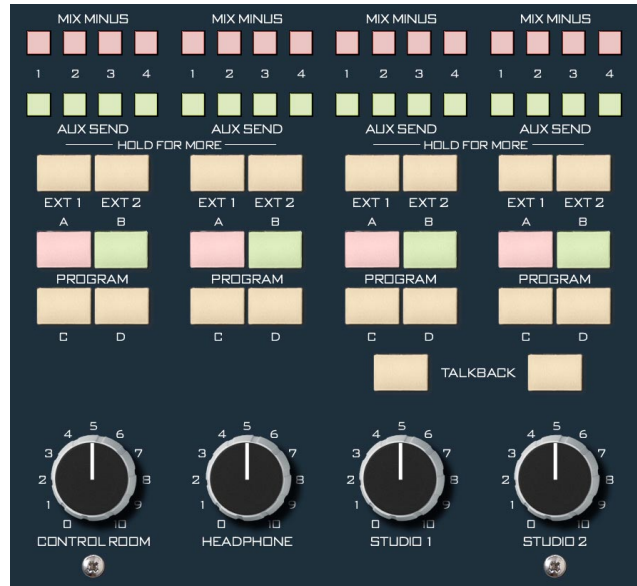 MIX MINUS MIX MINUS MIX MINUS MIX MINUS
1 2 3 4 1 2 3 4 1 2 3 4 1 2 3 4
AUX SEND AUX SEND AUX SEND AUX SEND
HOLD FOR MORE HOLD FOR MORE
EXT 1 EXT 2 EXT 1 EXT 2 EXT 1 EXT 2 EXT 1 EXT 2
A B A B A B A B
PROGRAM PROGRAM PROGRAM PROGRAM
C D C D C D C D
TALKBACK
0 1 2 3 4 5 6 7 8 9 10
CONTROL ROOM
0 1 2 3 4 5 6 7 8 9 10
HEADPHONE
0 1 2 3 4 5 6 7 8 9 10
STUDIO 1
0 1 2 3 4 5 6 7 8 9 10
STUDIO 2